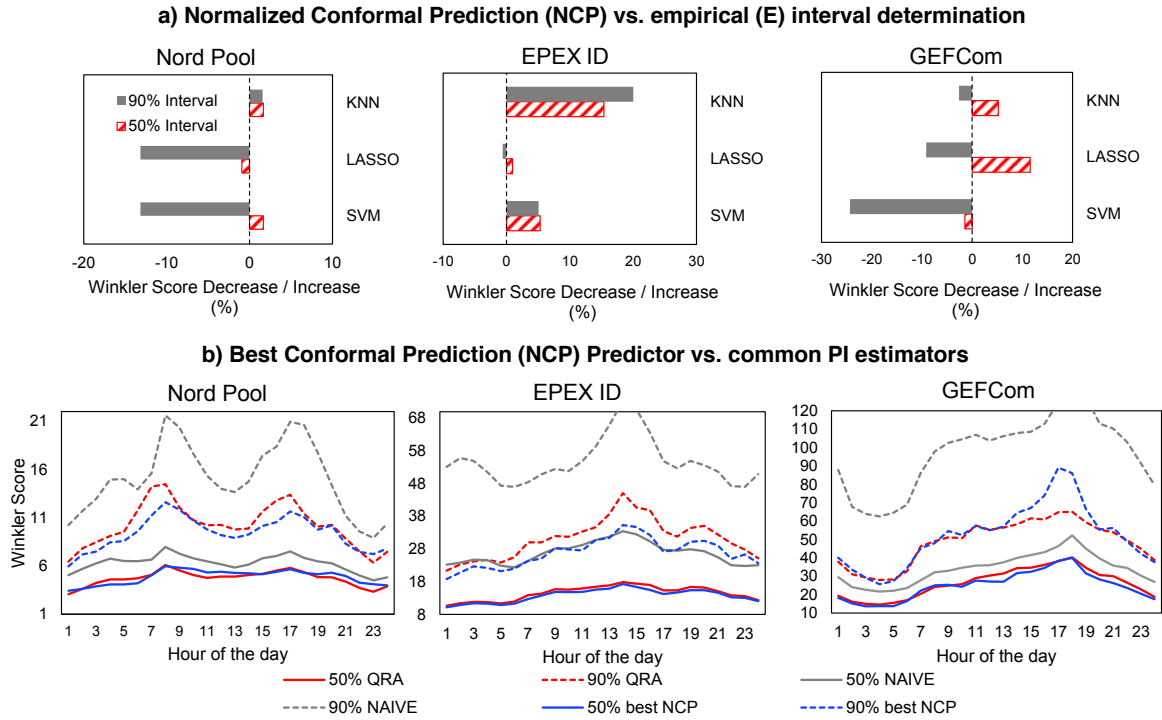 a) Normalized Conformal Prediction (NCP) vs. empirical (E) interval determination
Nord Pool
EPEX ID
GEFCom
90% Interval
50% Interval
KNN
LASSO
SVM
KNN
LASSO
SVM
KNN
LASSO
SVM
-20 -10 0 10
-10 0 10 20 30
-30 -20 -10 0 10 20
Winkler Score Decrease / Increase
(%)
Winkler Score Decrease / Increase
(%)
Winkler Score Decrease / Increase
(%)
b) Best Conformal Prediction (NCP) Predictor vs. common PI estimators
Nord Pool
EPEX ID
GEFCom
Winkler Score
21
16
11
6
1
68
58
48
38
28
18
8
120
110
100
90
80
70
60
50
40
30
20
10
1 3 5 7 9 11 13 15 17 19 21 23
1 3 5 7 9 11 13 15 17 19 21 23
1 3 5 7 9 11 13 15 17 19 21 23
Hour of the day
Hour of the day
Hour of the day
50% QRA
90% QRA
50% NAIVE
90% NAIVE
50% best NCP
90% best NCP